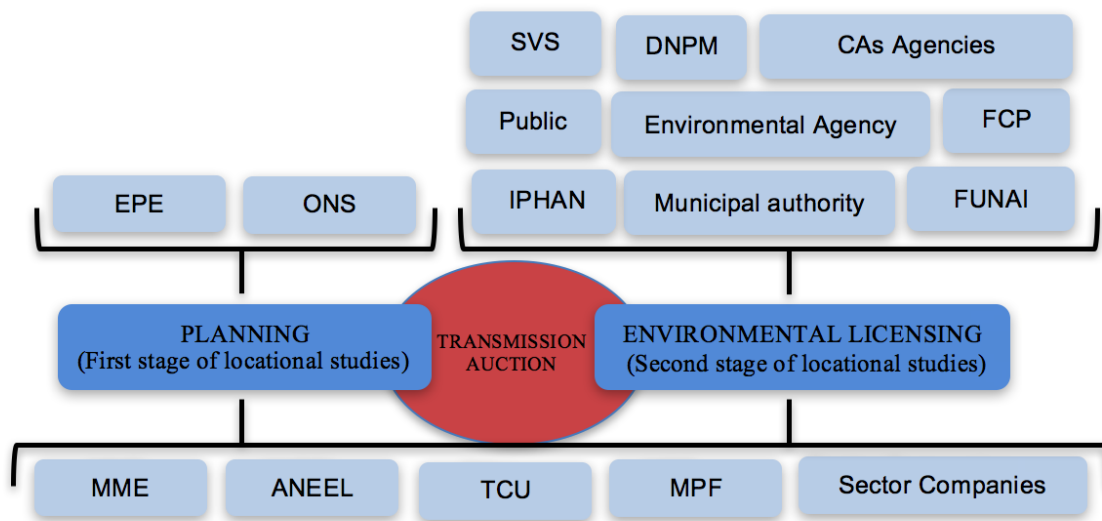 SVS
DNPM
CAs Agencies
Public
Environmental Agency
FCP
EPE
ONS
IPHAN
Municipal authority
FUNAI
PLANNING
(First stage of locational studies)
TRANSMISSION
AUCTION
ENVIRONMENTAL LICENSING
(Second stage of locational studies)
MME
ANEEL
TCU
MPF
Sector Companies